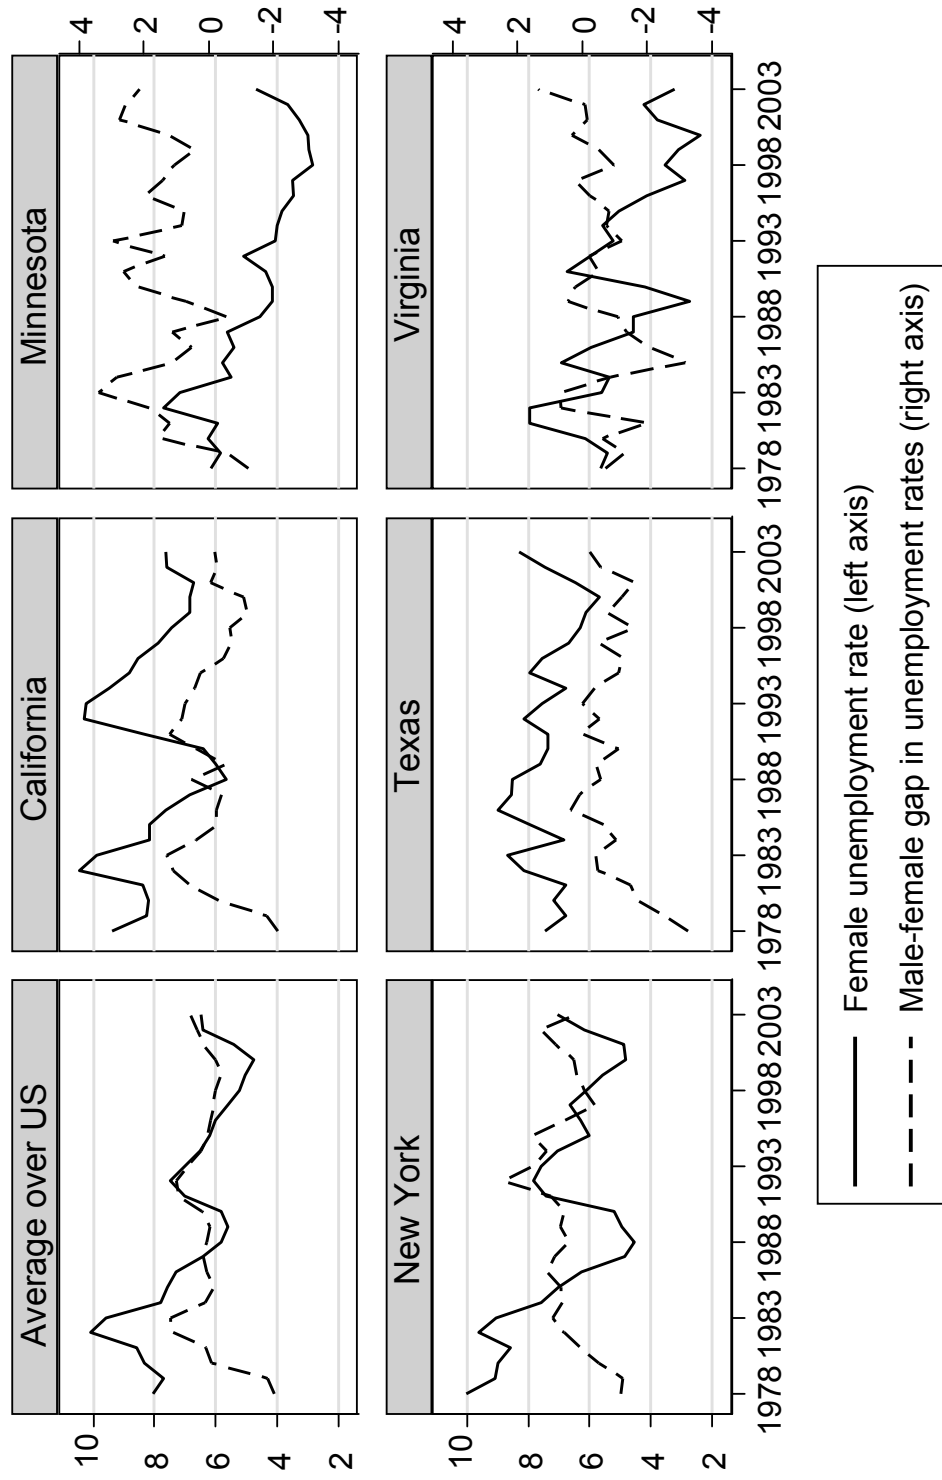 Average over US
California
Minnesota
10
8
6
4
2
4
2
0
-2
-4
New York
Texas
Virginia
10
8
6
4
2
4
2
0
-2
-4
1978 1983 1988 1993 1998 2003
1978 1983 1988 1993 1998 2003
1978 1983 1988 1993 1998 2003
Female unemployment rate (left axis)
Male-female gap in unemployment rates (right axis)